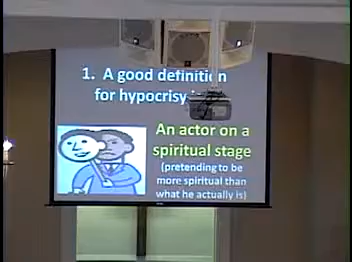 1. A good definition
for hypocrisy
An actor on a
spiritual stage
(pretending to be
more spiritual than
what he actually is)